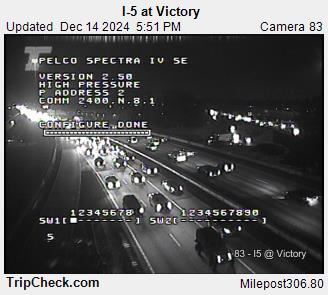 I-5 at Victory
Updated Dec 14 2024 5:51 PM Camera 83
PELCO SPECTRA IV SE
VERSION 2.50
HIGH PRESSURE
P ADDRESS 2
COMM 2400.N.8.1
CONFIGURE DONE
12345678 1234567890
SW1 SW2
S
83 - I5 @ Victory
TripCheck.com Milepost306.80